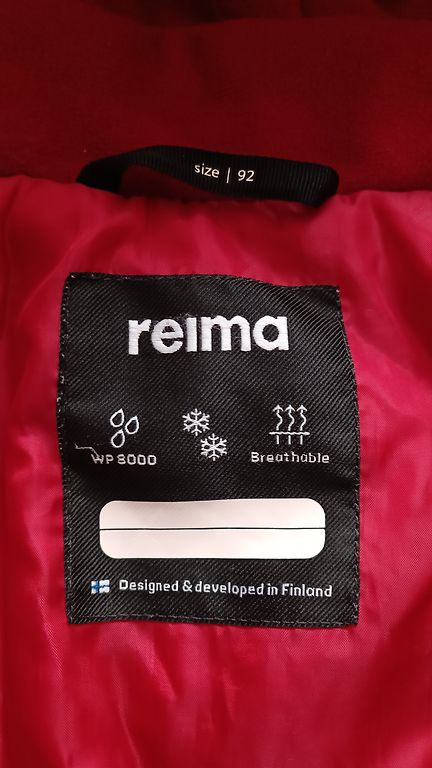 size | 92
reima
WP 8000
Breathable
Designed & developed in Finland